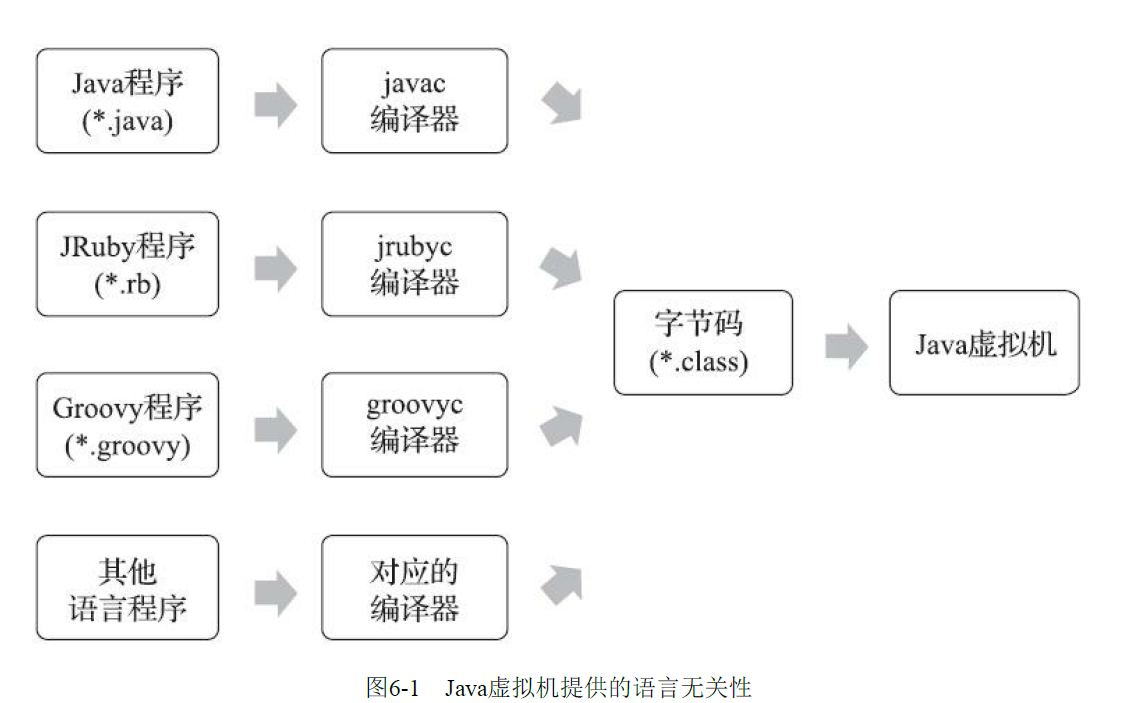 Java程序
(*.java)
javac
编译器
JRuby程序
(*.rb)
jrubyc
编译器
Groovy程序
(*.groovy)
groovyc
编译器
其他
语言程序
对应的
编译器
字节码
(*.class)
Java虚拟机
图6-1 Java虚拟机提供的语言无关性